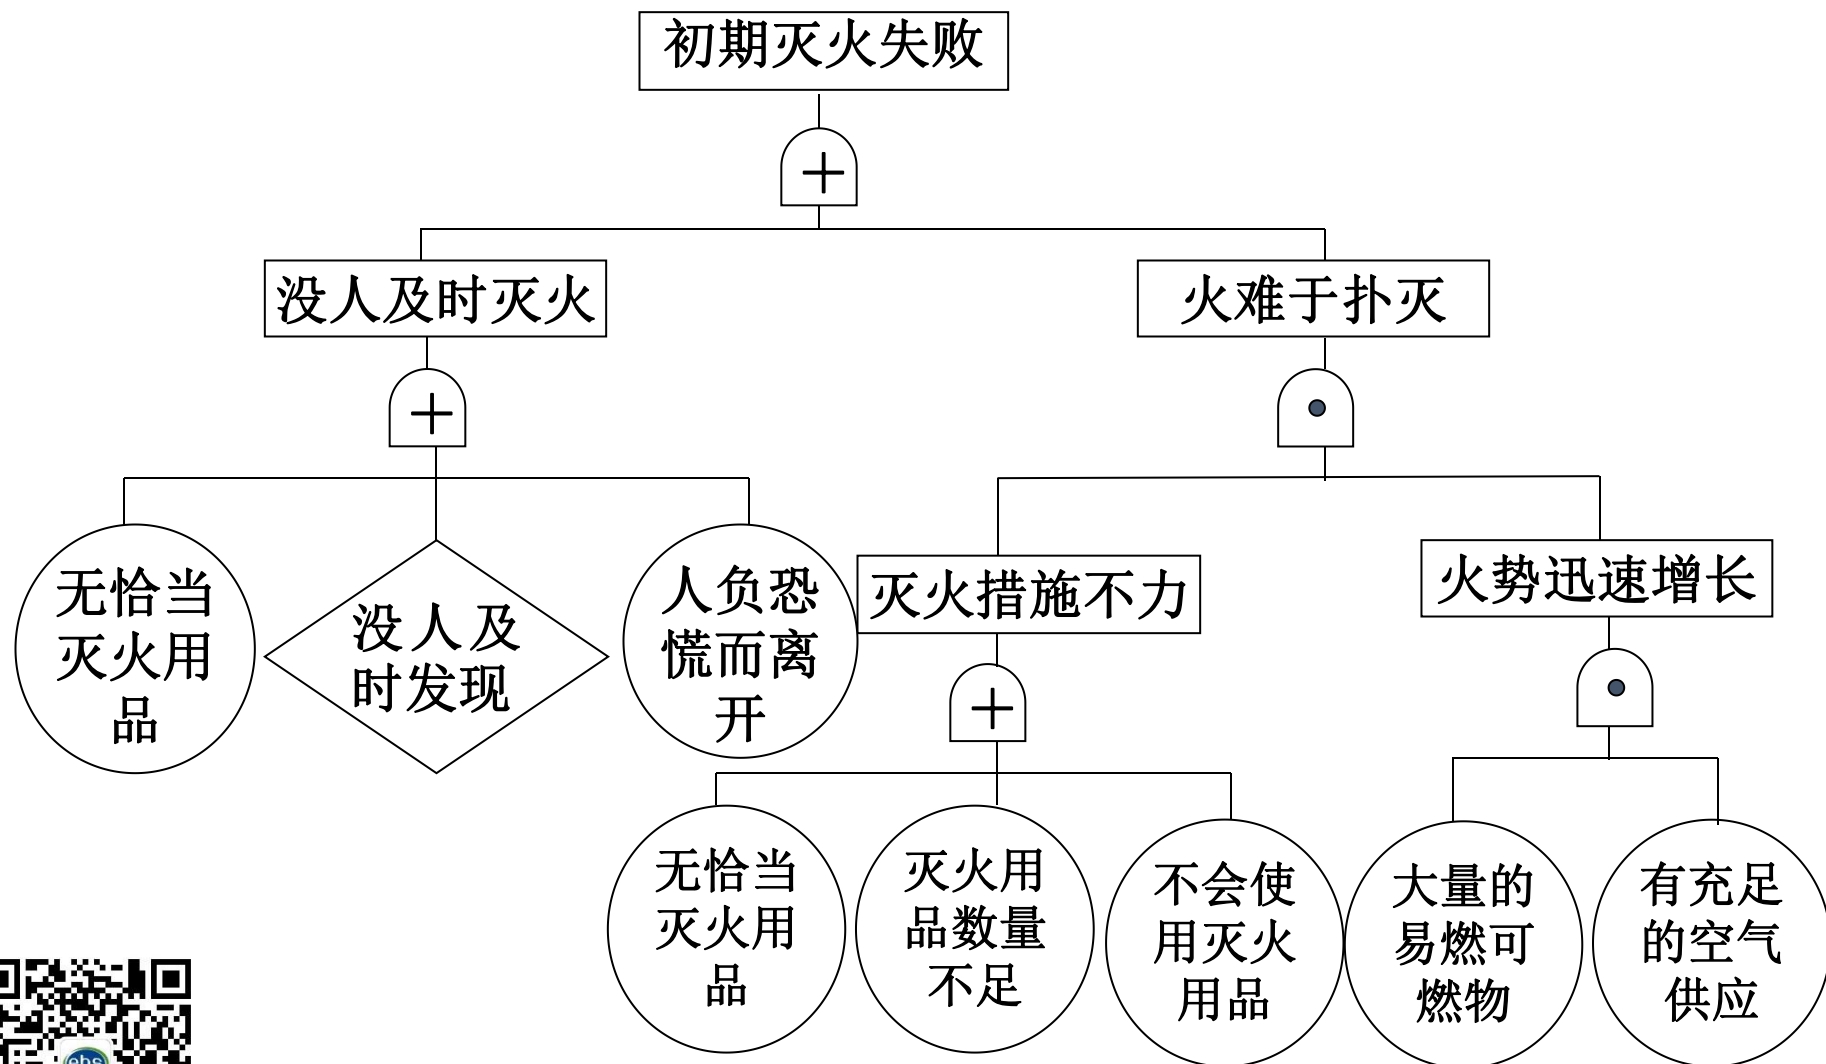 初期灭火失败
没人及时灭火
火难于扑灭
无恰当
灭火用
品
没人及
时发现
人负恐
慌而离
开
灭火措施不力
火势迅速增长
无恰当
灭火用
品
灭火用
品数量
不足
不会使
用灭火
用品
大量的
易燃可
燃物
有充足
的空气
供应
ebs